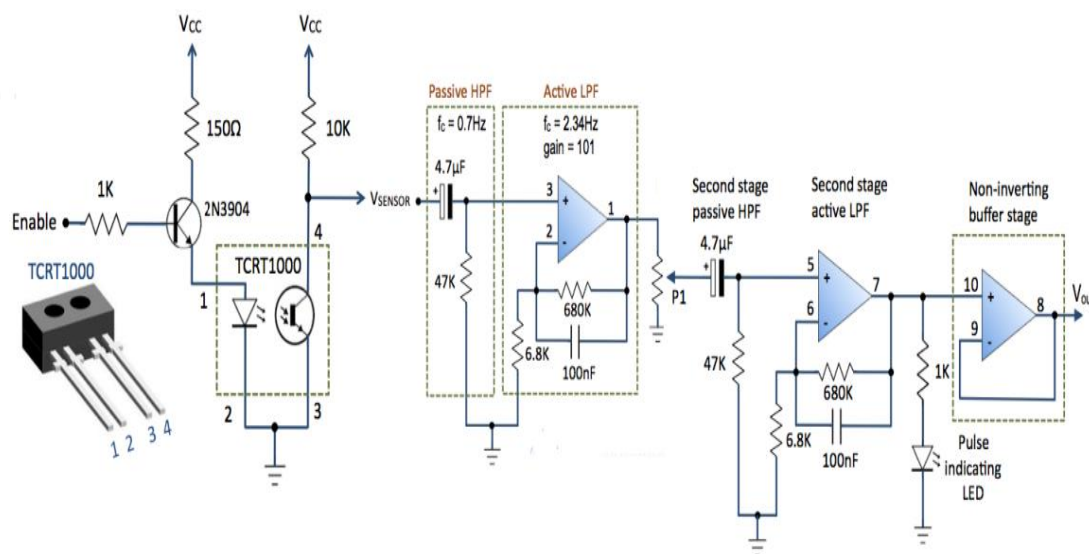 VCC
150Ω
1K
Enable
2N3904
TCRT1000
1 2 3 4
VCC
10K
4
TCRT1000
1
2
3
VSENSOR
Passive HPF
fc = 0.7Hz
4.7µF
+
47K
Active LPF
fc = 2.34Hz
gain = 101
3
+
2
-
1
680K
100nF
6.8K
P1
Second stage
passive HPF
4.7µF
+
47K
Second stage
active LPF
5
+
6
-
7
680K
100nF
6.8K
1K
Pulse
indicating
LED
Non-inverting
buffer stage
10
+
9
-
8